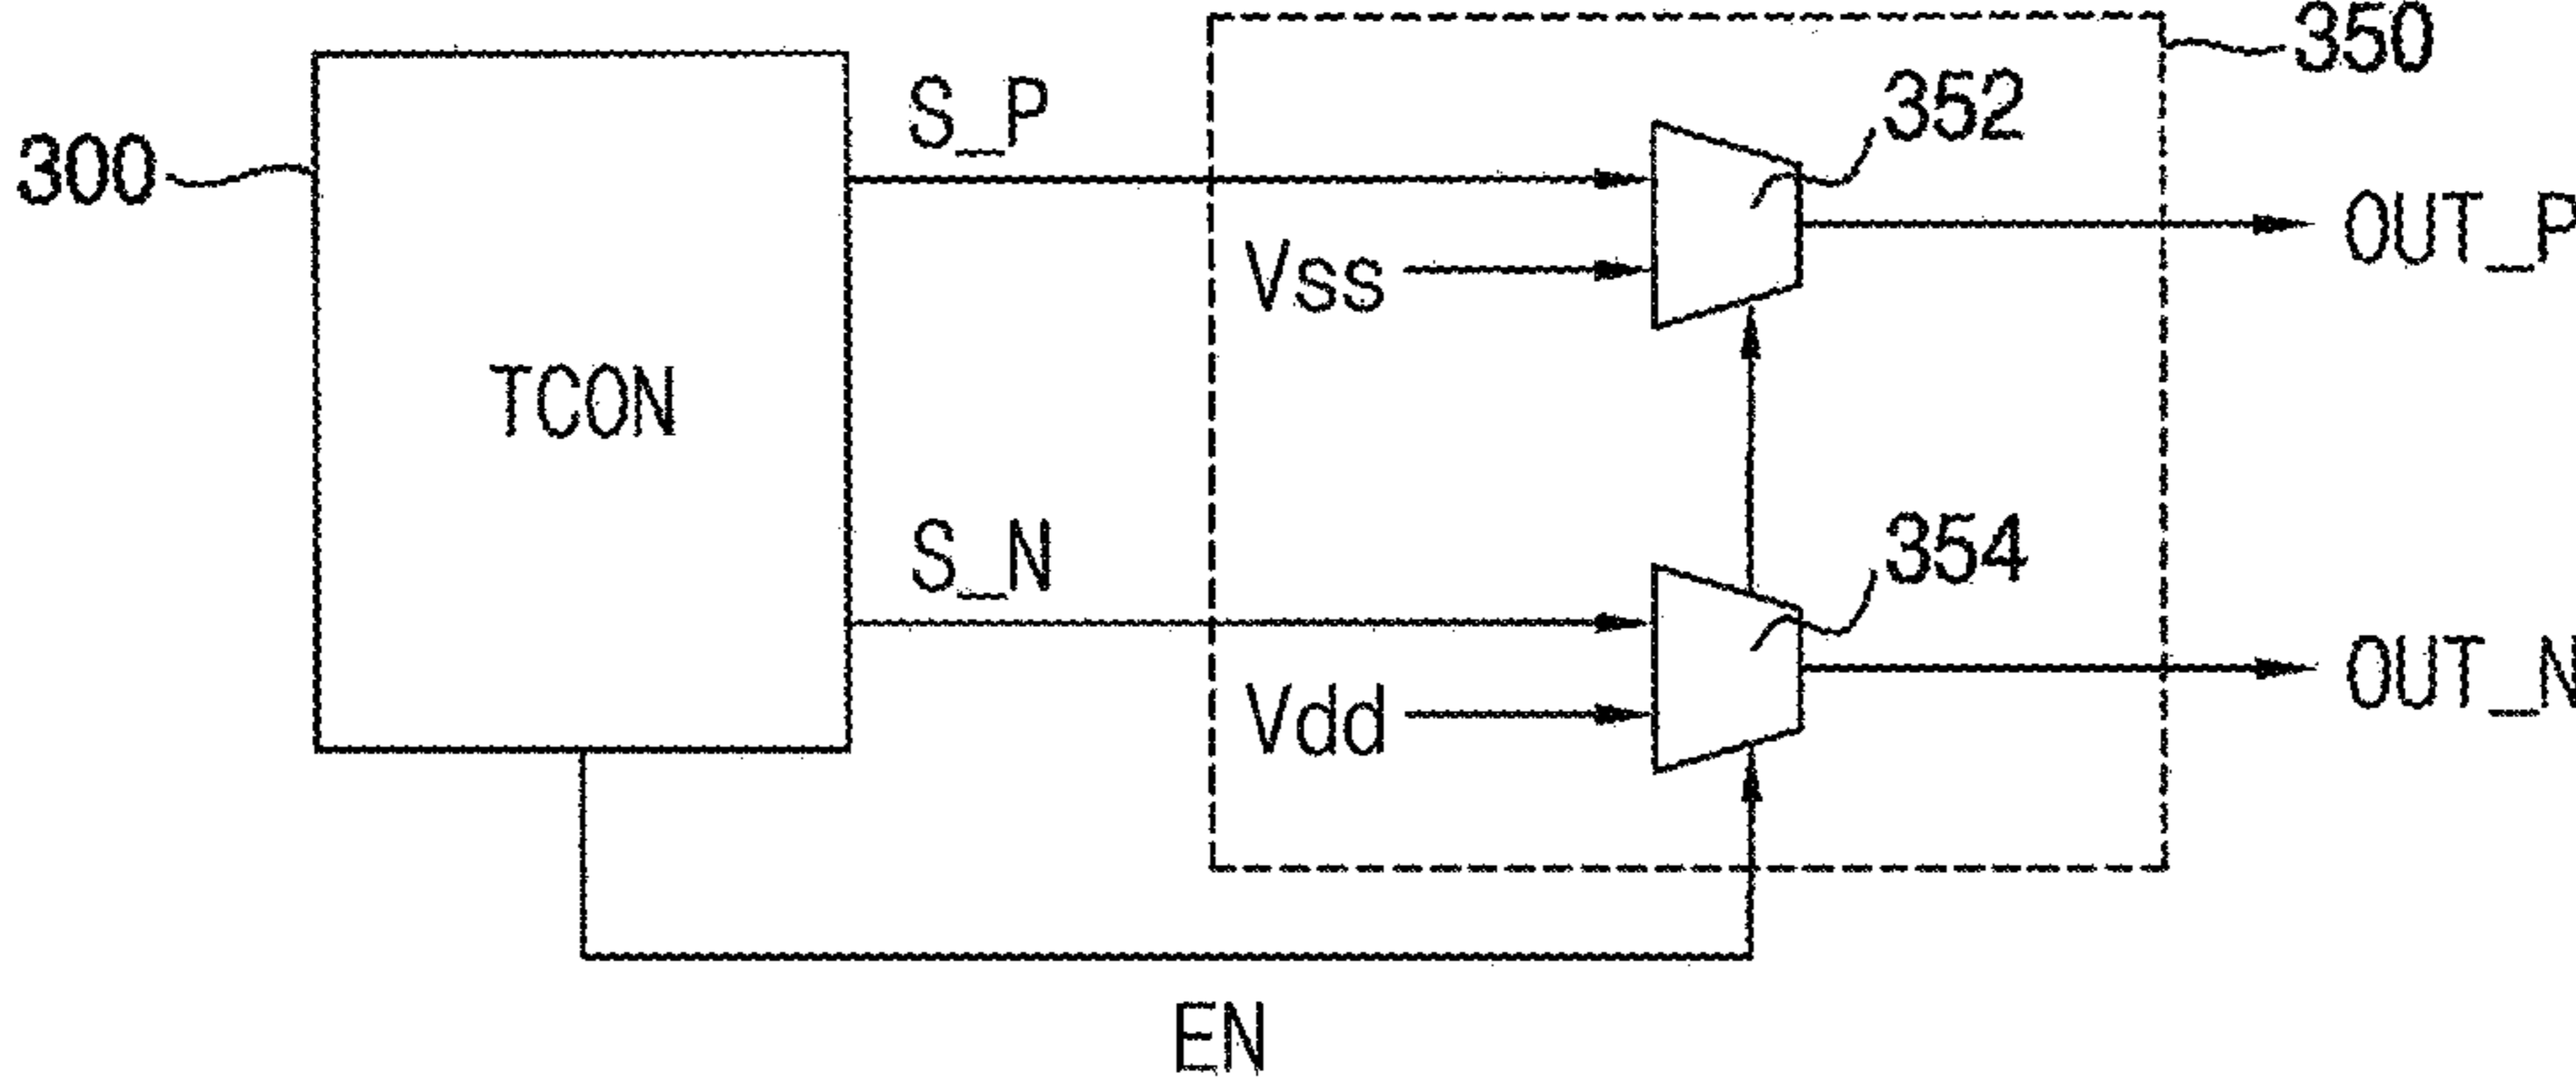 350
S_P
352
300
OUT_P
Vss
TCON
S_N
354
OUT_N
Vdd
EN